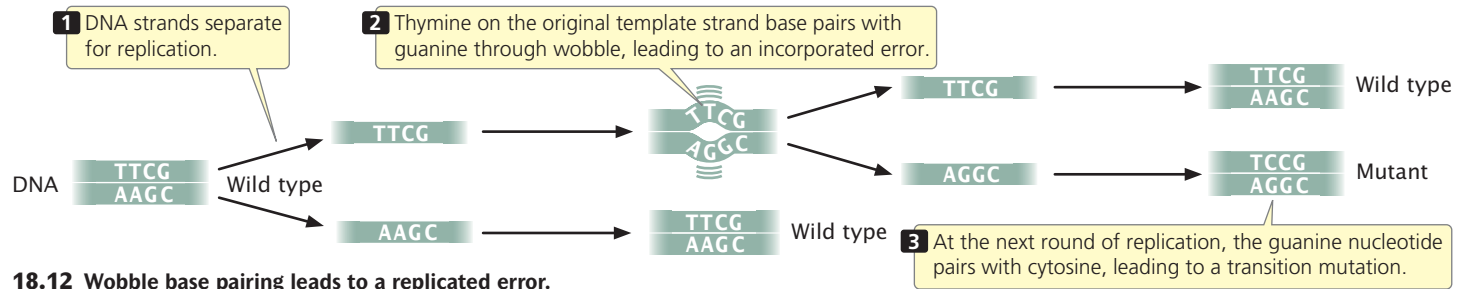 1 DNA strands separate
for replication.
2 Thymine on the original template strand base pairs with
guanine through wobble, leading to an incorporated error.
DNA
TTCG
AAGC
Wild type
TTCG
AAGC
TTCG
AGGC
TTCG
AAGC
Wild type
TTCG
AGGC
TTCG
AAGC
Wild type
TCCG
AGGC
Mutant
3 At the next round of replication, the guanine nucleotide
pairs with cytosine, leading to a transition mutation.
18.12 Wobble base pairing leads to a replicated error.